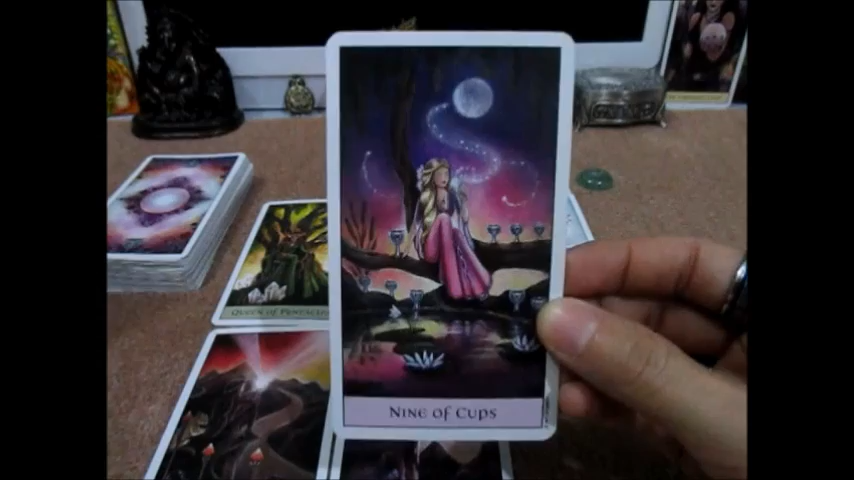 NINE OF CUPS
QUEEN OF PENTACLES